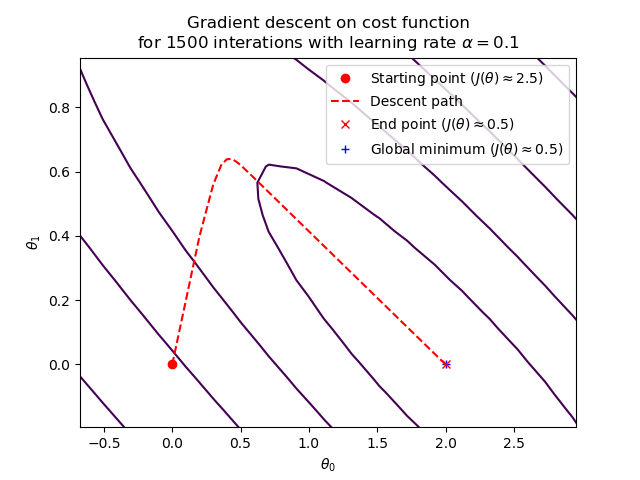 Gradient descent on cost function
for 1500 interations with learning rate α = 0.1
Starting point (J(θ) ≈ 2.5)
Descent path
End point (J(θ) ≈ 0.5)
Global minimum (J(θ) ≈ 0.5)
0.8
0.6
0.4
0.2
0.0
θ₁
−0.5 0.0 0.5 1.0 1.5 2.0 2.5
θ₀